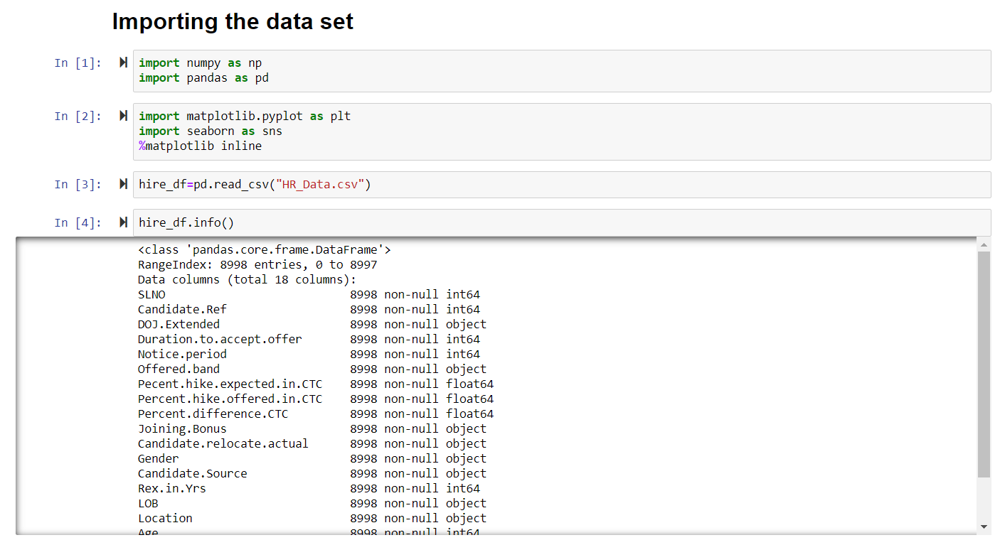 Importing the data set
In [1]: import numpy as np
import pandas as pd
In [2]: import matplotlib.pyplot as plt
import seaborn as sns
%matplotlib inline
In [3]: hire_df=pd.read_csv("HR_Data.csv")
In [4]: hire_df.info()
<class 'pandas.core.frame.DataFrame'>
RangeIndex: 8998 entries, 0 to 8997
Data columns (total 18 columns):
SLNO 8998 non-null int64
Candidate.Ref 8998 non-null int64
DOJ.Extended 8998 non-null object
Duration.to.accept.offer 8998 non-null int64
Notice.period 8998 non-null int64
Offered.band 8998 non-null object
Pecent.hike.expected.in.CTC 8998 non-null float64
Percent.hike.offered.in.CTC 8998 non-null float64
Percent.difference.CTC 8998 non-null float64
Joining.Bonus 8998 non-null object
Candidate.relocate.actual 8998 non-null object
Gender 8998 non-null object
Candidate.Source 8998 non-null object
Rex.in.Yrs 8998 non-null int64
LOB 8998 non-null object
Location 8998 non-null object
Age 8998 non-null int64